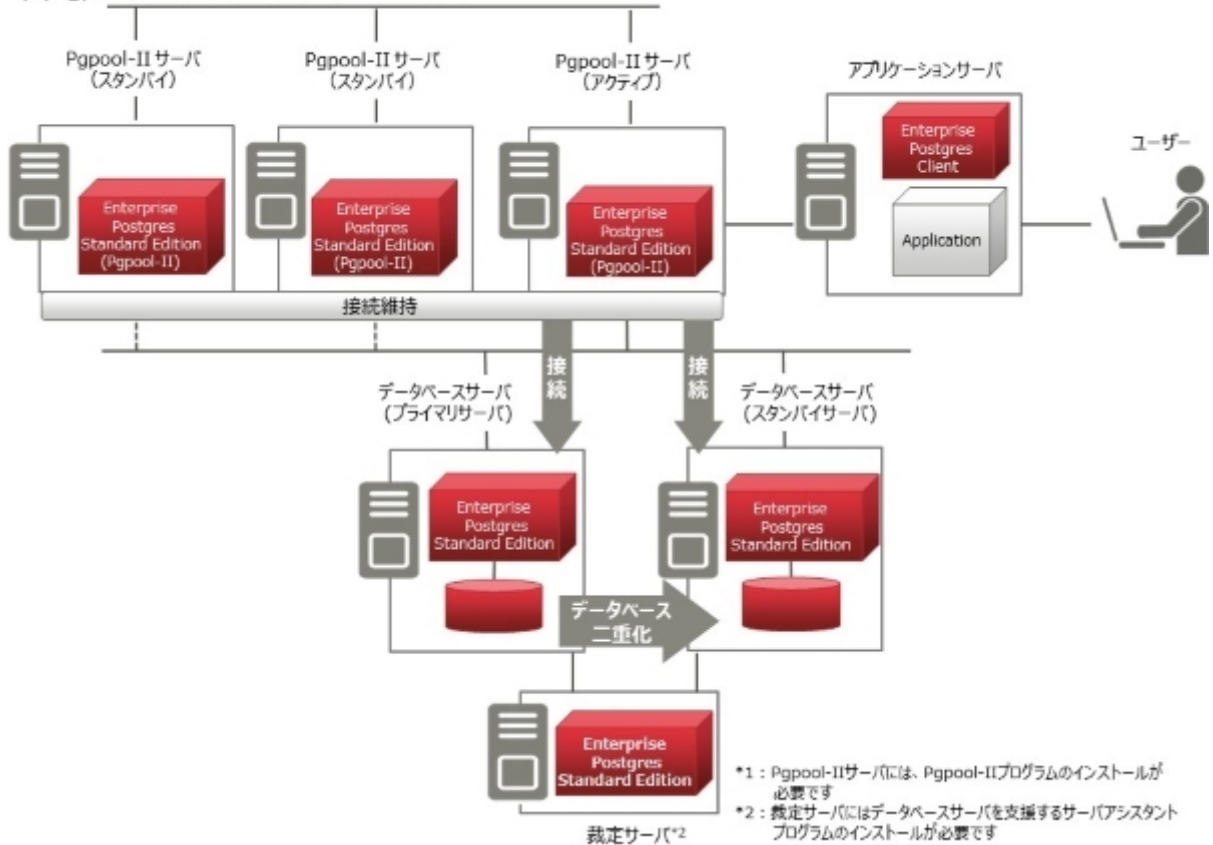 Pgpool-IIサーバ
(スタンバイ)
Pgpool-IIサーバ
(スタンバイ)
Pgpool-IIサーバ
(アクティブ)
アプリケーションサーバ
ユーザー
Enterprise
Postgres
Standard Edition
(Pgpool-II)
Enterprise
Postgres
Standard Edition
(Pgpool-II)
Enterprise
Postgres
Standard Edition
(Pgpool-II)
Enterprise
Postgres
Client
Application
接続維持
接続
接続
データベースサーバ
(プライマリサーバ)
データベースサーバ
(スタンバイサーバ)
Enterprise
Postgres
Standard Edition
Enterprise
Postgres
Standard Edition
データベース
二重化
Enterprise
Postgres
Standard Edition
裁定サーバ*2
*1:Pgpool-IIサーバには、Pgpool-IIプログラムのインストールが
必要です
*2:裁定サーバにはデータベースサーバを支援するサーバアシスタント
プログラムのインストールが必要です